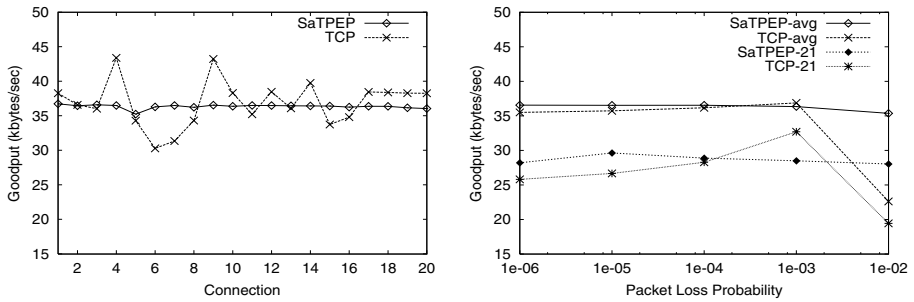 50
45
40
35
30
25
20
15
Goodput (kbytes/sec)
SaTPEP
TCP
2 4 6 8 10 12 14 16 18 20
Connection
50
45
40
35
30
25
20
15
Goodput (kbytes/sec)
SaTPEP-avg
TCP-avg
SaTPEP-21
TCP-21
1e-06 1e-05 1e-04 1e-03 1e-02
Packet Loss Probability